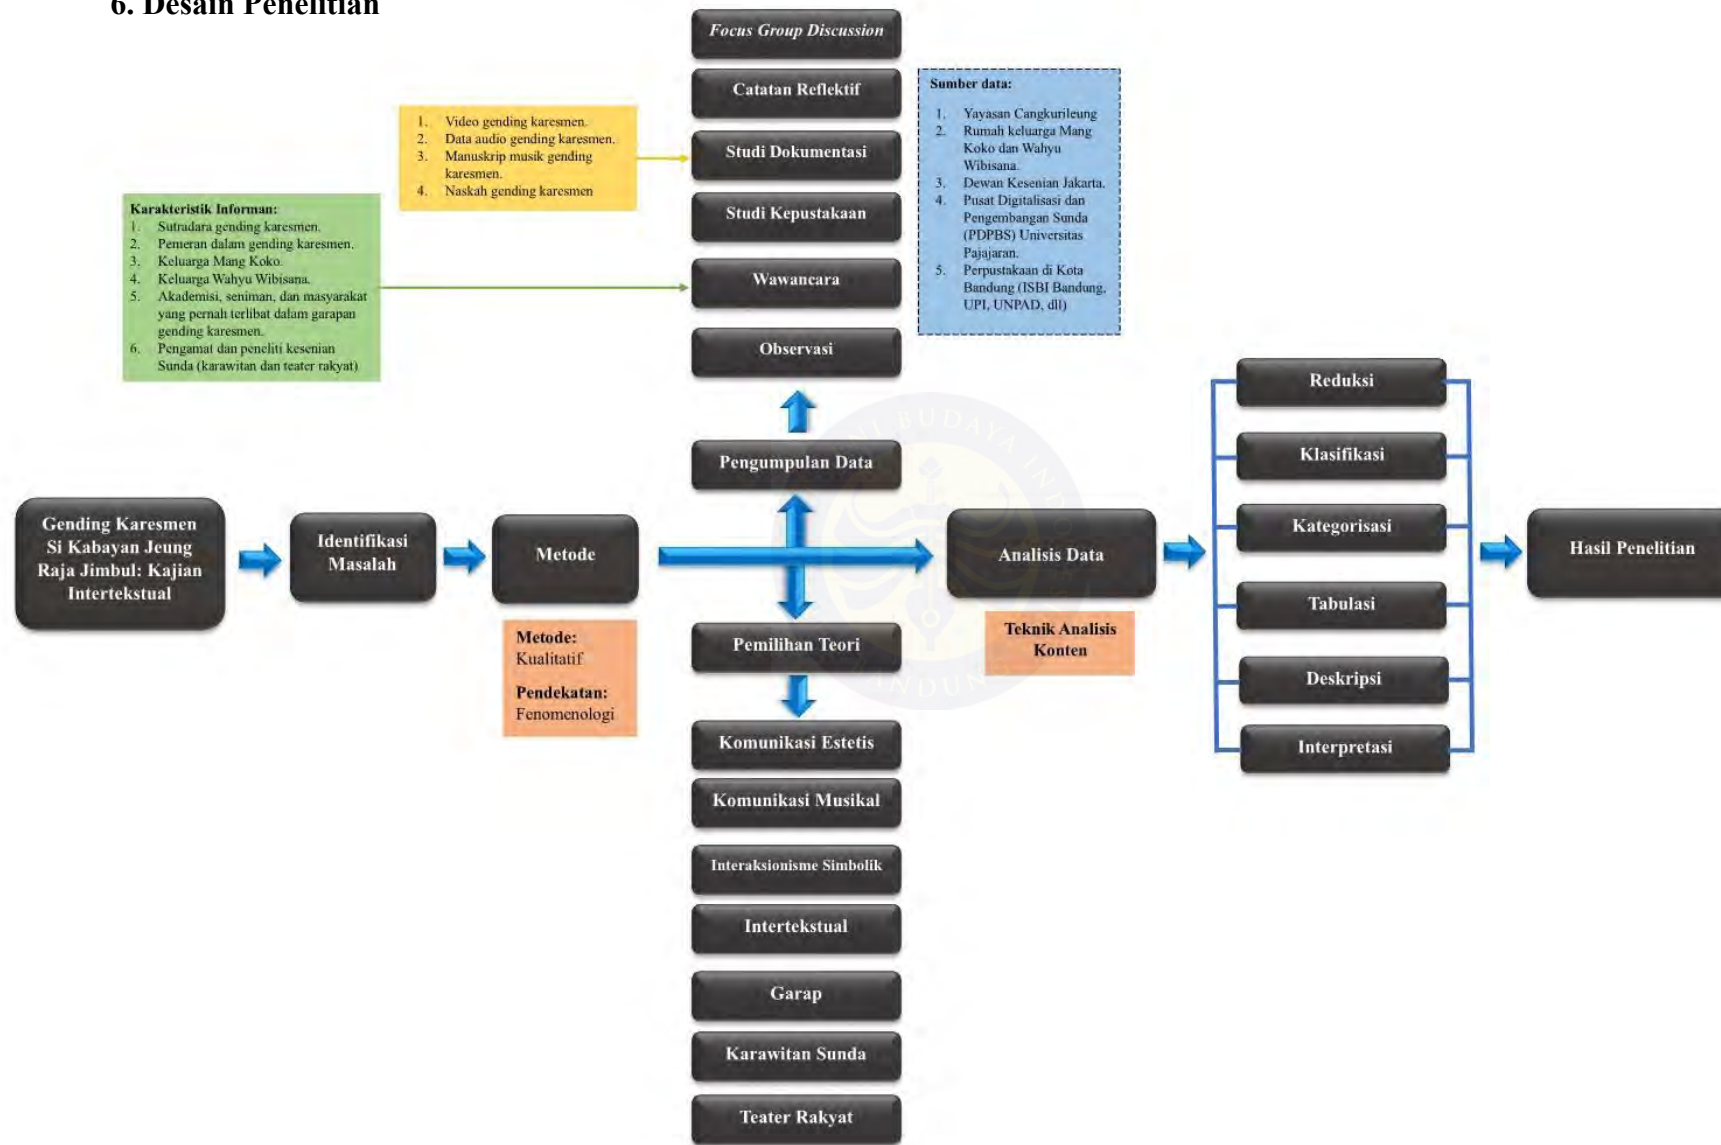 6. Desain Penelitian
Focus Group Discussion
Catatan Reflektif
Studi Dokumentasi
Studi Kepustakaan
Wawancara
Observasi
1. Video gending karesmen.
2. Data audio gending karesmen.
3. Manuskrip musik gending
karesmen.
4. Naskah gending karesmen
Karakteristik Informan:
1. Sutradara gending karesmen.
2. Pemeran dalam gending karesmen.
3. Keluarga Mang Koko.
4. Keluarga Wahyu Wibisana.
5. Akademisi, seniman, dan masyarakat
yang pernah terlibat dalam garapan
gending karesmen.
6. Pengamat dan peneliti kesenian
Sunda (karawitan dan teater rakyat)
Sumber data:
1. Yayasan Cangkurileung
2. Rumah keluarga Mang
Koko dan Wahyu
Wibisana.
3. Dewan Kesenian Jakarta.
4. Pusat Digitalisasi dan
Pengembangan Sunda
(PDPBS) Universitas
Pajajaran.
5. Perpustakaan di Kota
Bandung (ISBI Bandung,
UPI, UNPAD, dll)
Pengumpulan Data
Gending Karesmen
Si Kabayan Jeung
Raja Jimbul: Kajian
Intertekstual
Identifikasi
Masalah
Metode
Metode:
Kualitatif
Pendekatan:
Fenomenologi
Pemilihan Teori
Komunikasi Estetis
Komunikasi Musikal
Interaksionisme Simbolik
Intertekstual
Garap
Karawitan Sunda
Teater Rakyat
Analisis Data
Teknik Analisis
Konten
Reduksi
Klasifikasi
Kategorisasi
Tabulasi
Deskripsi
Interpretasi
Hasil Penelitian